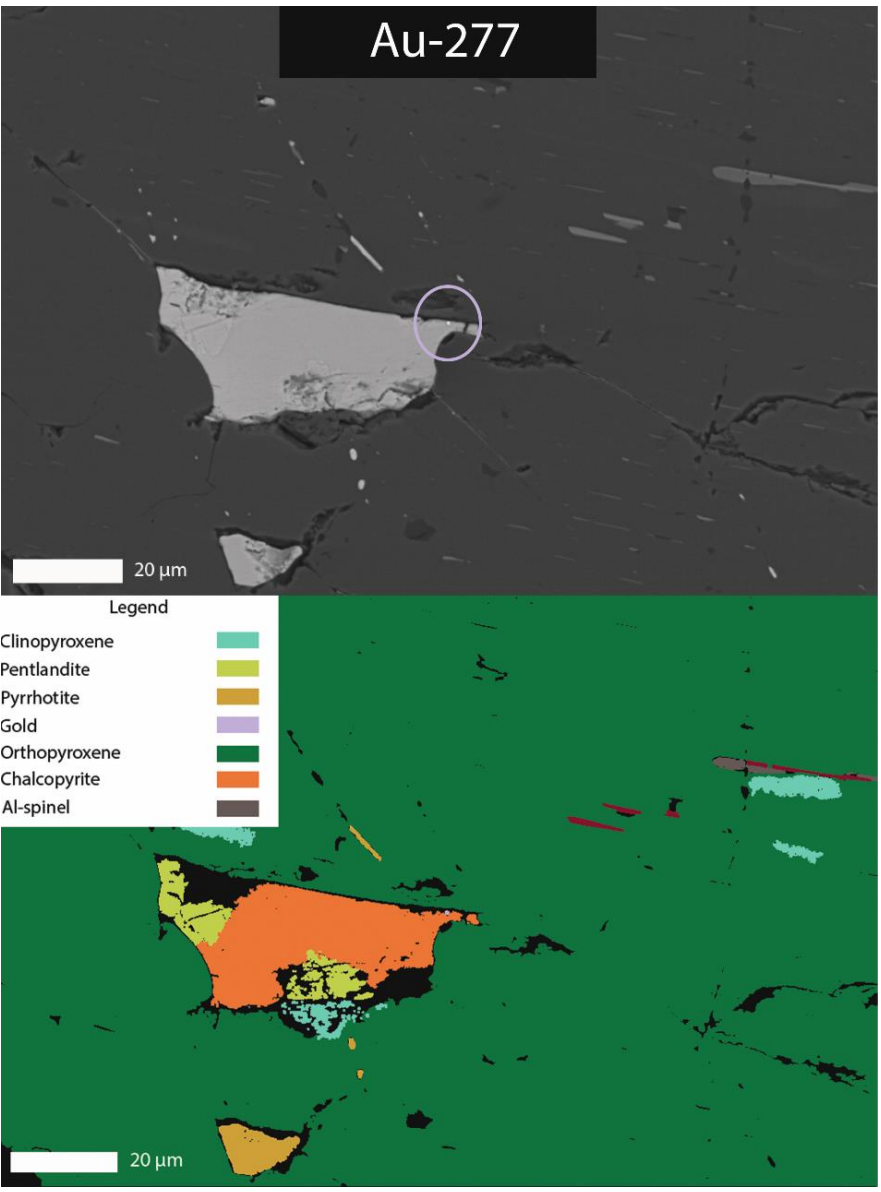 Au-277
20 µm
Legend
Clinopyroxene
Pentlandite
Pyrrhotite
Gold
Orthopyroxene
Chalcopyrite
Al-spinel
20 µm